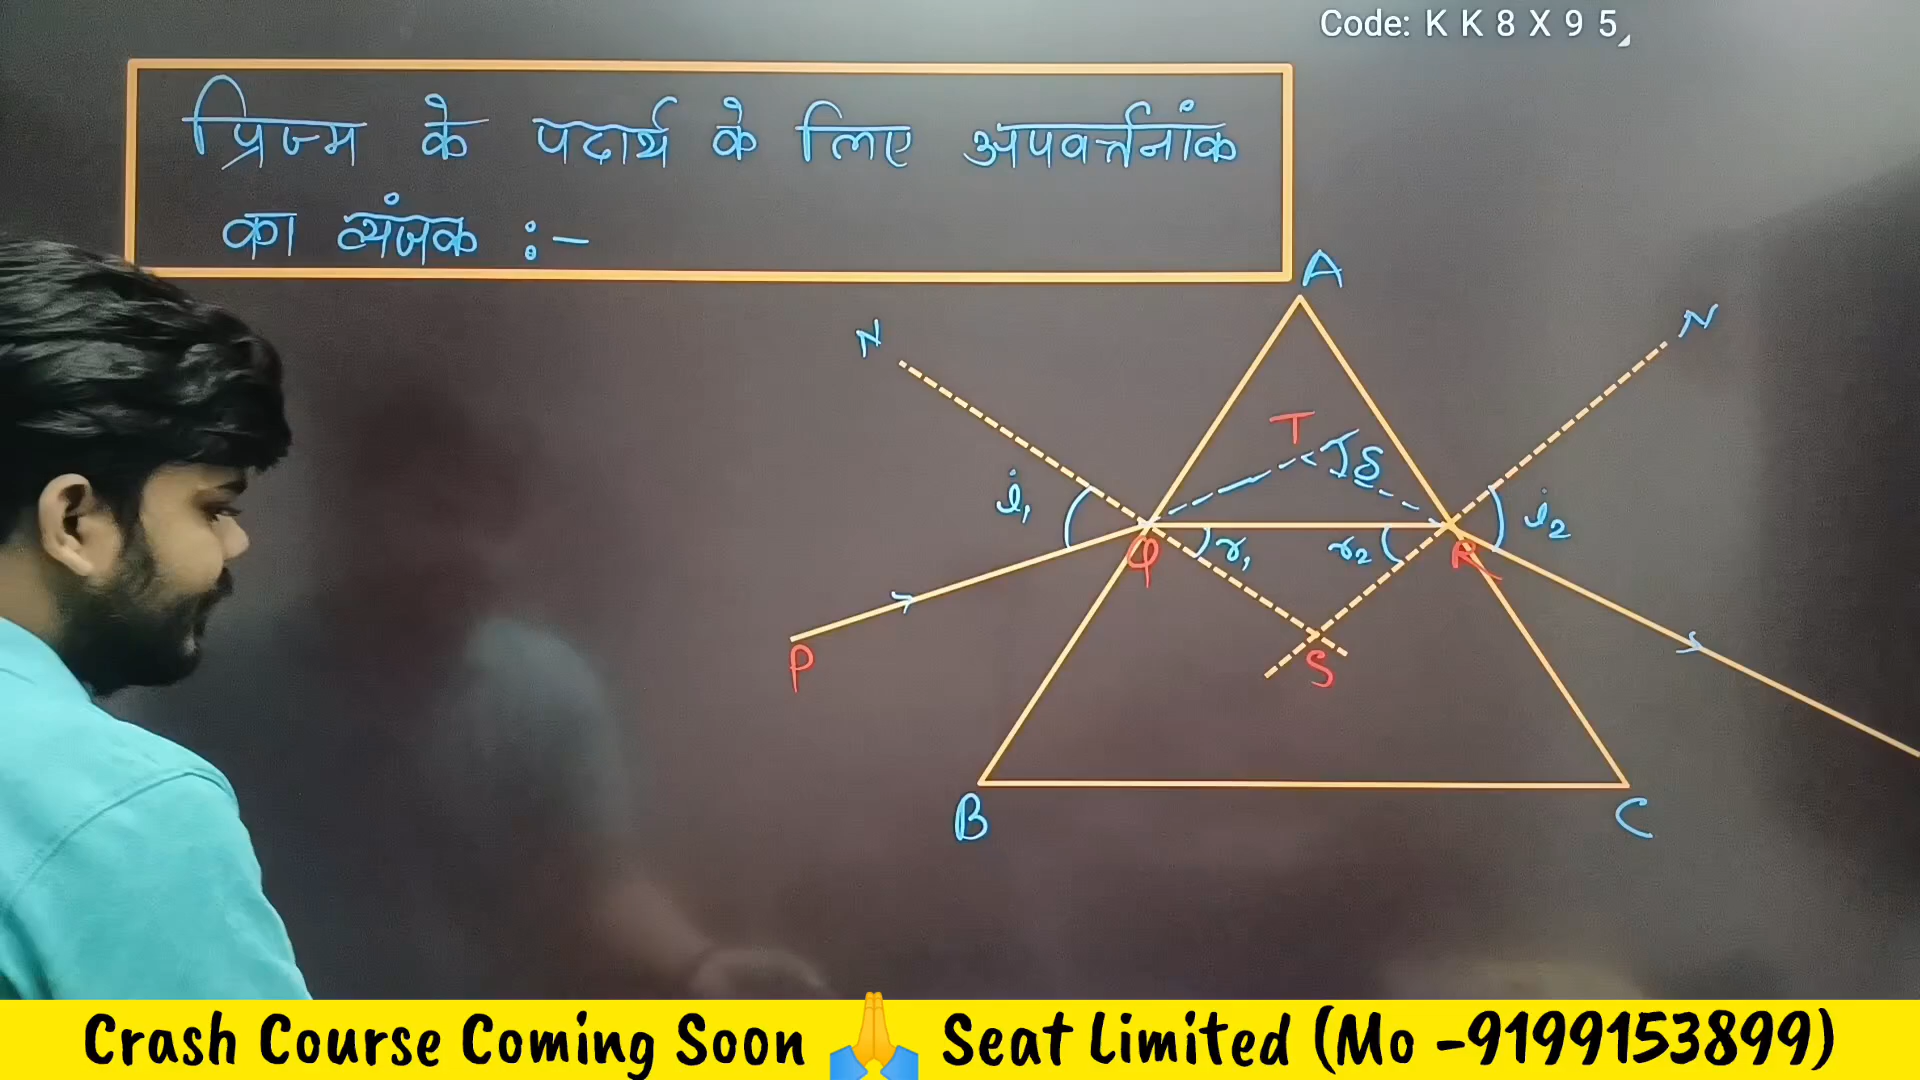 Code: K K 8 X 9 5
प्रिज्म के पदार्थ के लिए अपवर्त्तनांक
का व्यंजक :-
A
N
N
T
δ
i₁
i₂
Q
r₁
r₂
R
P
S
B
C
Crash Course Coming Soon 🙏 Seat Limited (Mo -9199153899)